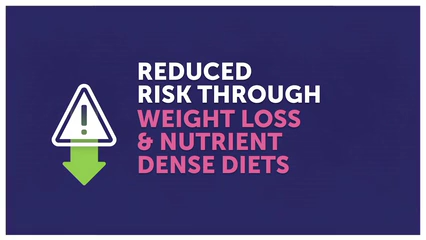 REDUCED
RISK THROUGH
WEIGHT LOSS
& NUTRIENT
DENSE DIETS